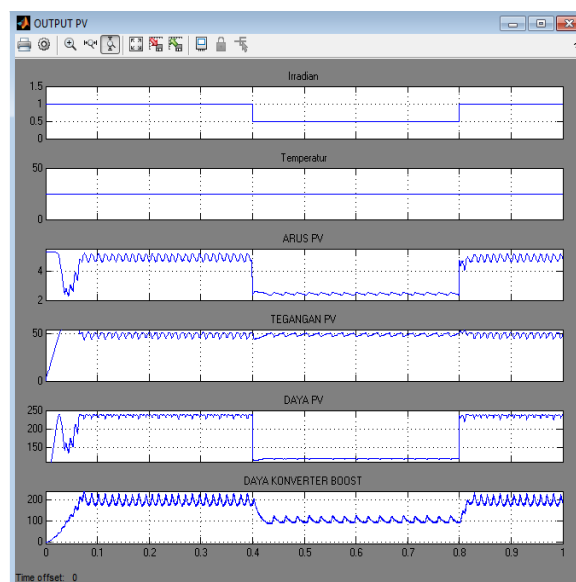 OUTPUT PV
Irradian
1.5
1
0.5
0
Temperatur
50
0
ARUS PV
4
2
TEGANGAN PV
50
0
DAYA PV
250
200
150
DAYA KONVERTER BOOST
200
100
0
0 0.1 0.2 0.3 0.4 0.5 0.6 0.7 0.8 0.9 1
Time offset: 0